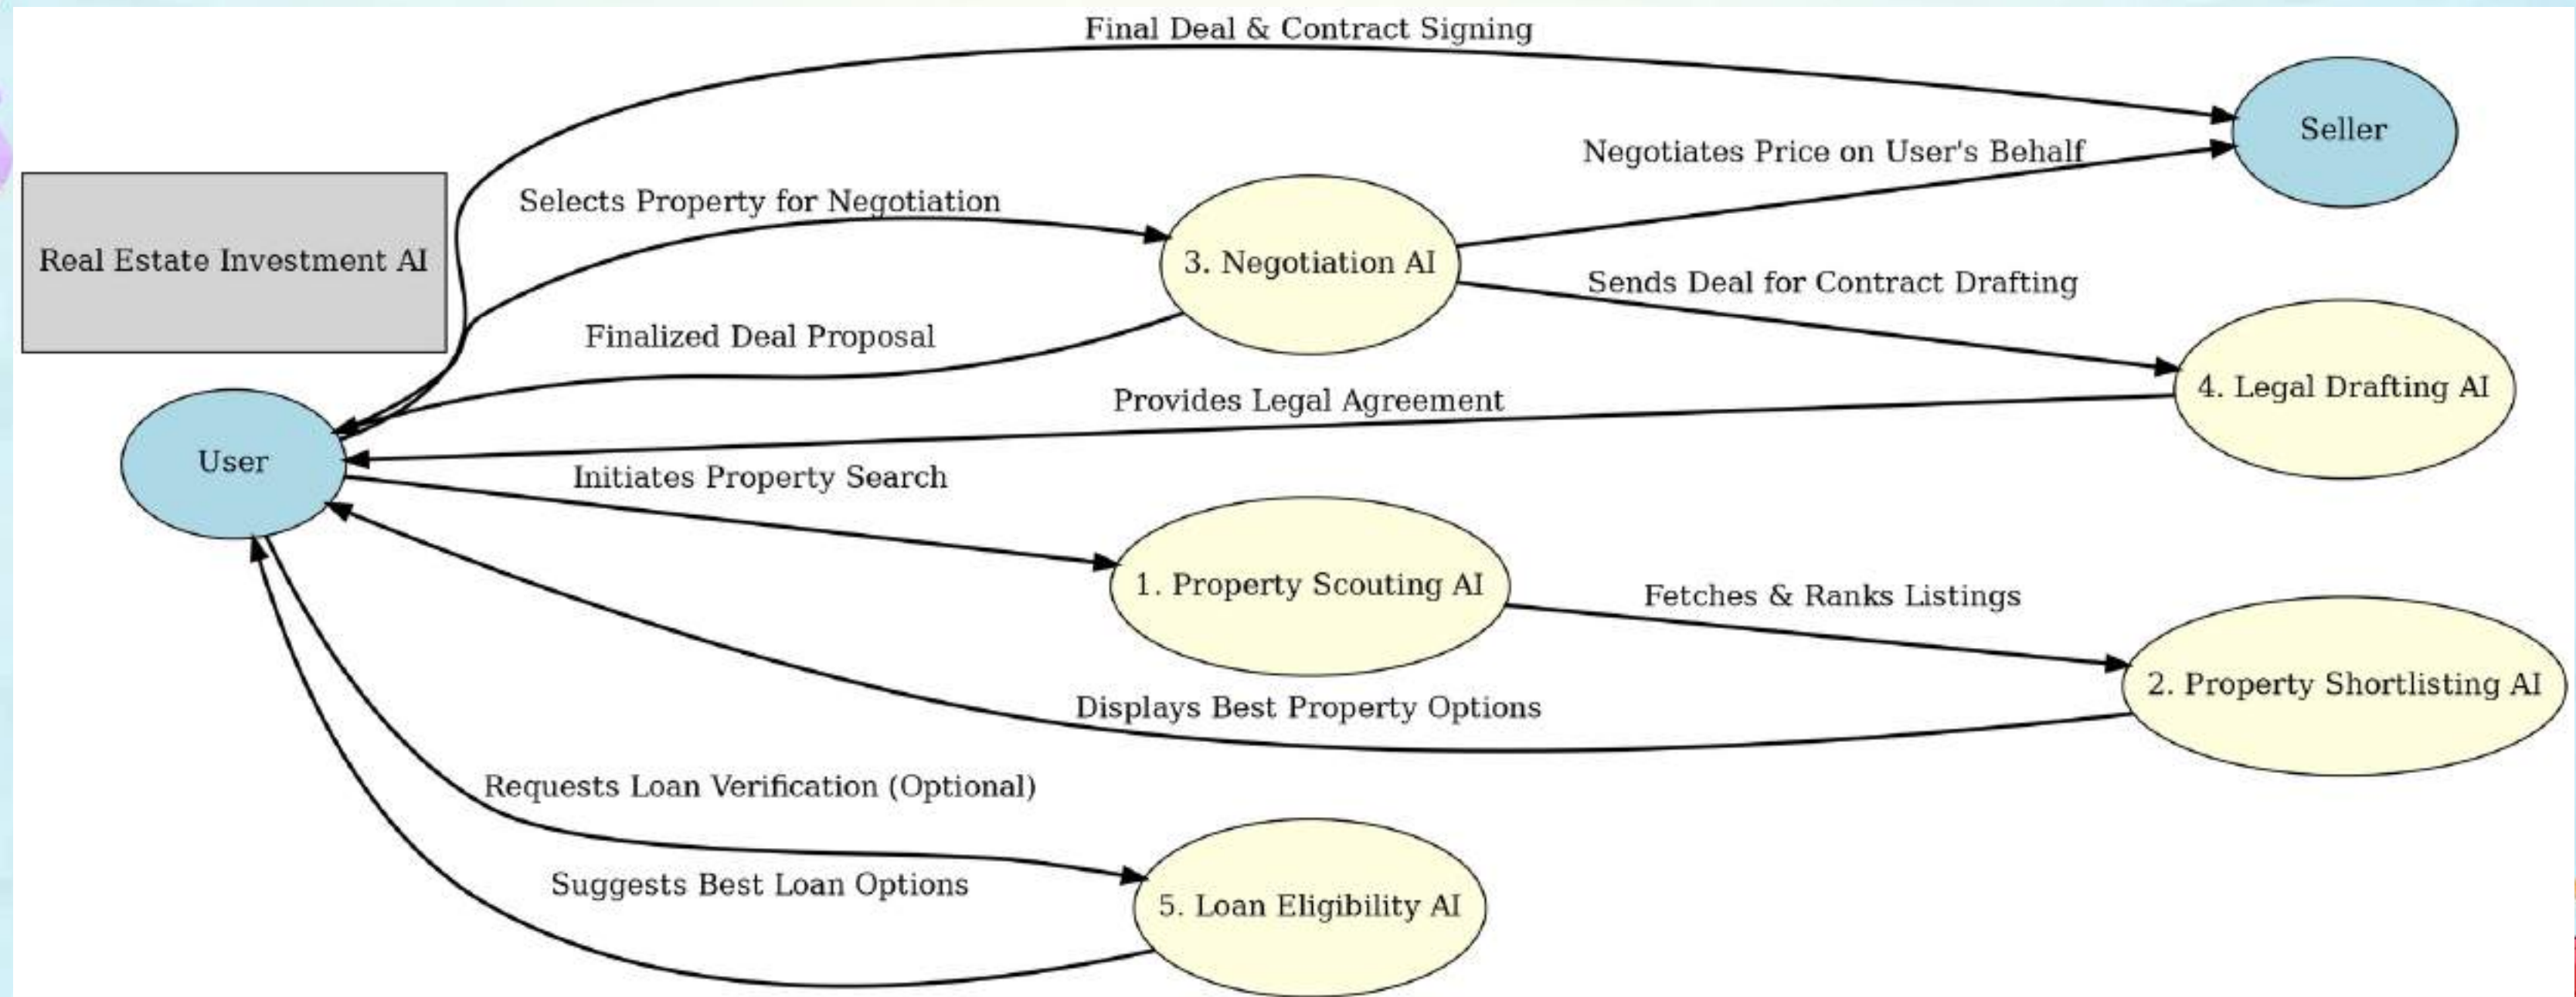 Final Deal & Contract Signing
Seller
Negotiates Price on User's Behalf
Selects Property for Negotiation
Real Estate Investment AI
3. Negotiation AI
Sends Deal for Contract Drafting
Finalized Deal Proposal
4. Legal Drafting AI
Provides Legal Agreement
User
Initiates Property Search
1. Property Scouting AI
Fetches & Ranks Listings
2. Property Shortlisting AI
Displays Best Property Options
Requests Loan Verification (Optional)
Suggests Best Loan Options
5. Loan Eligibility AI